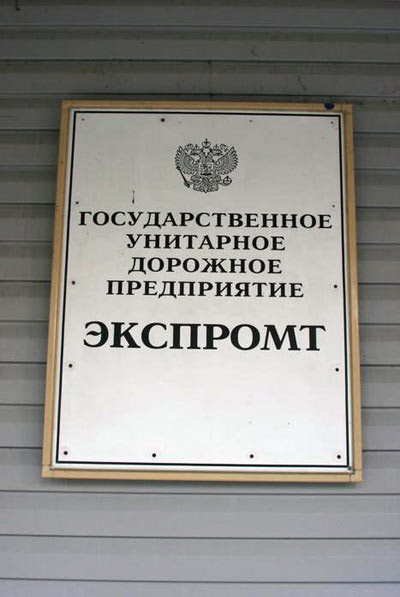 ГОСУДАРСТВЕННОЕ
УНИТАРНОЕ
ДОРОЖНОЕ
ПРЕДПРИЯТИЕ
ЭКСПРОМТ